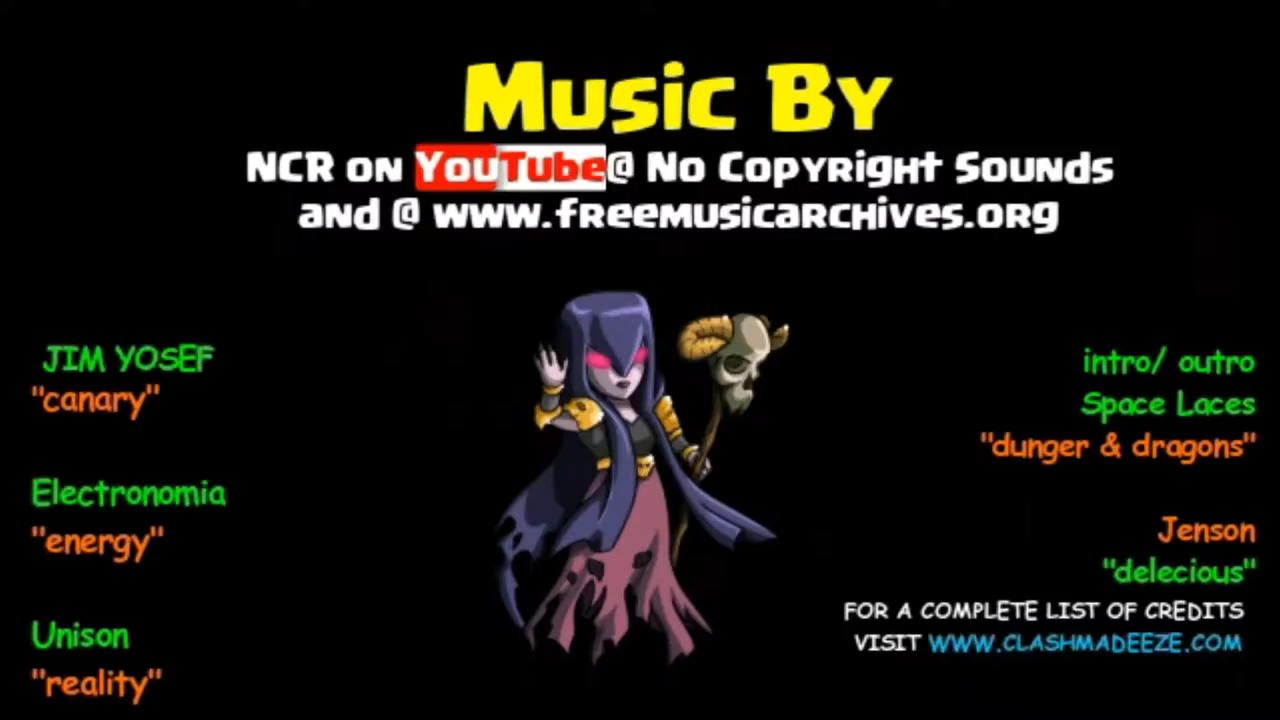 Music By
NCR on YouTube@ No Copyright Sounds
and @ www.freemusicarchives.org
JIM YOSEF
"canary"
Electronomia
"energy"
Unison
"reality"
intro/ outro
Space Laces
"dunger & dragons"
Jenson
"delecious"
FOR A COMPLETE LIST OF CREDITS
VISIT WWW.CLASHMADEEZE.COM